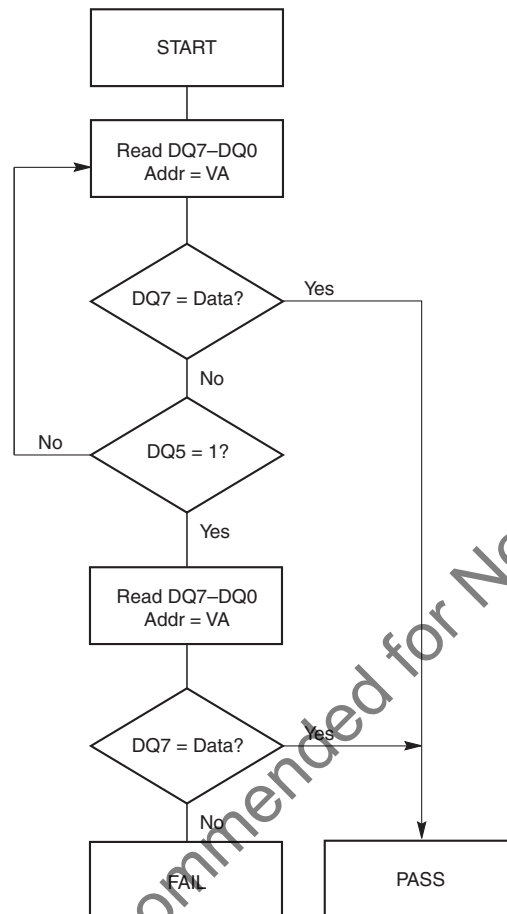 START
Read DQ7–DQ0
Addr = VA
DQ7 = Data?
Yes
No
DQ5 = 1?
No
Yes
Read DQ7–DQ0
Addr = VA
DQ7 = Data?
Yes
No
FAIL
PASS
for